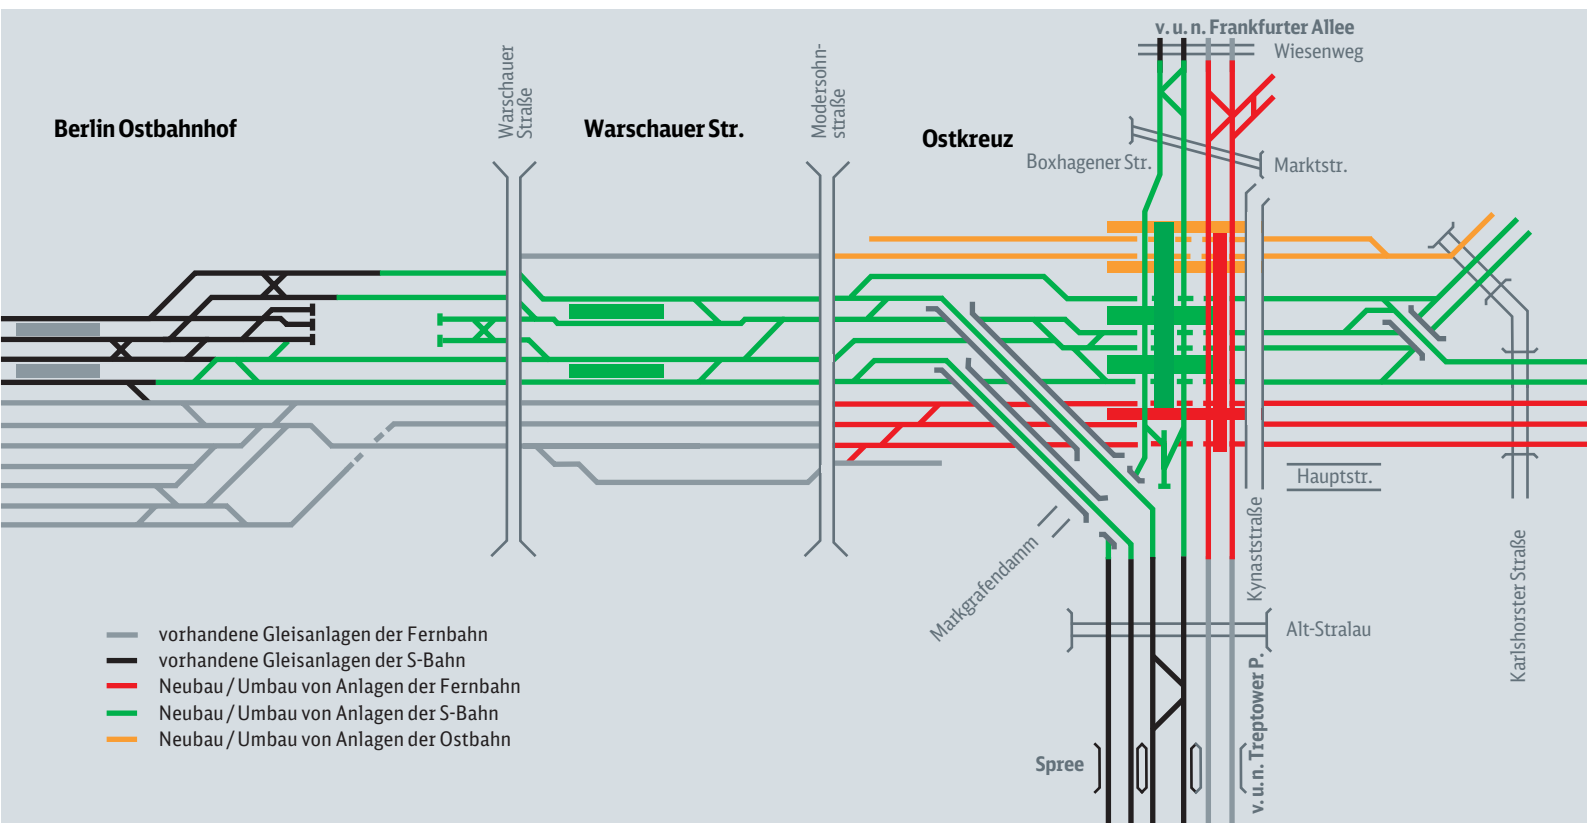 v. u. n. Frankfurter Allee
Wiesenweg
Warschauer
Straße
Modersohn-
straße
Berlin Ostbahnhof
Warschauer Str.
Ostkreuz
Boxhagener Str.
Marktstr.
Hauptstr.
Kynaststraße
Markgrafendamm
Karlshorster Straße
Alt-Stralau
vorhandene Gleisanlagen der Fernbahn
vorhandene Gleisanlagen der S-Bahn
Neubau / Umbau von Anlagen der Fernbahn
Neubau / Umbau von Anlagen der S-Bahn
Neubau / Umbau von Anlagen der Ostbahn
Spree
v. u. n. Treptower P.